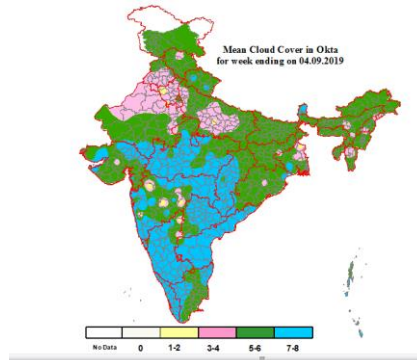 Mean Cloud Cover in Okta
for week ending on 04.09.2019
No Data 0 1-2 3-4 5-6 7-8